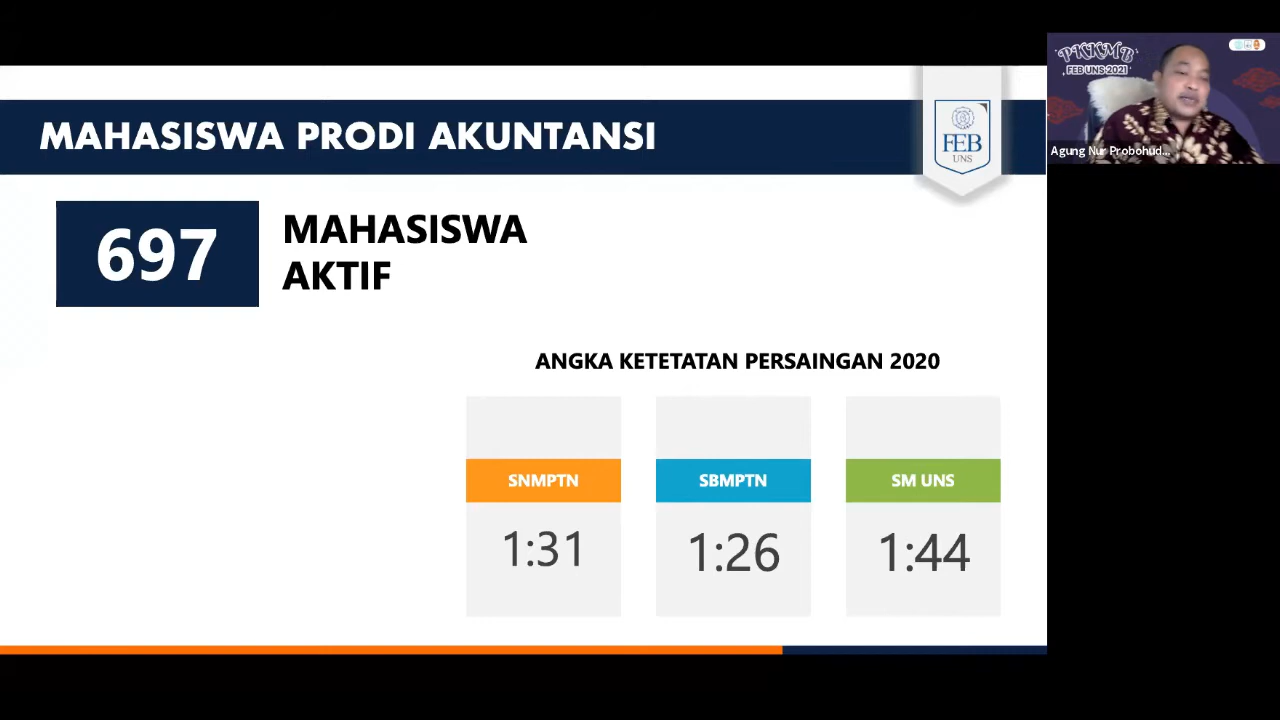 MAHASISWA PRODI AKUNTANSI
FEB
UNS
697
MAHASISWA
AKTIF
ANGKA KETETATAN PERSAINGAN 2020
SNMPTN
SBMPTN
SM UNS
1:31
1:26
1:44
PKKMB
FEB UNS 2021
Agung Nur Probohud...